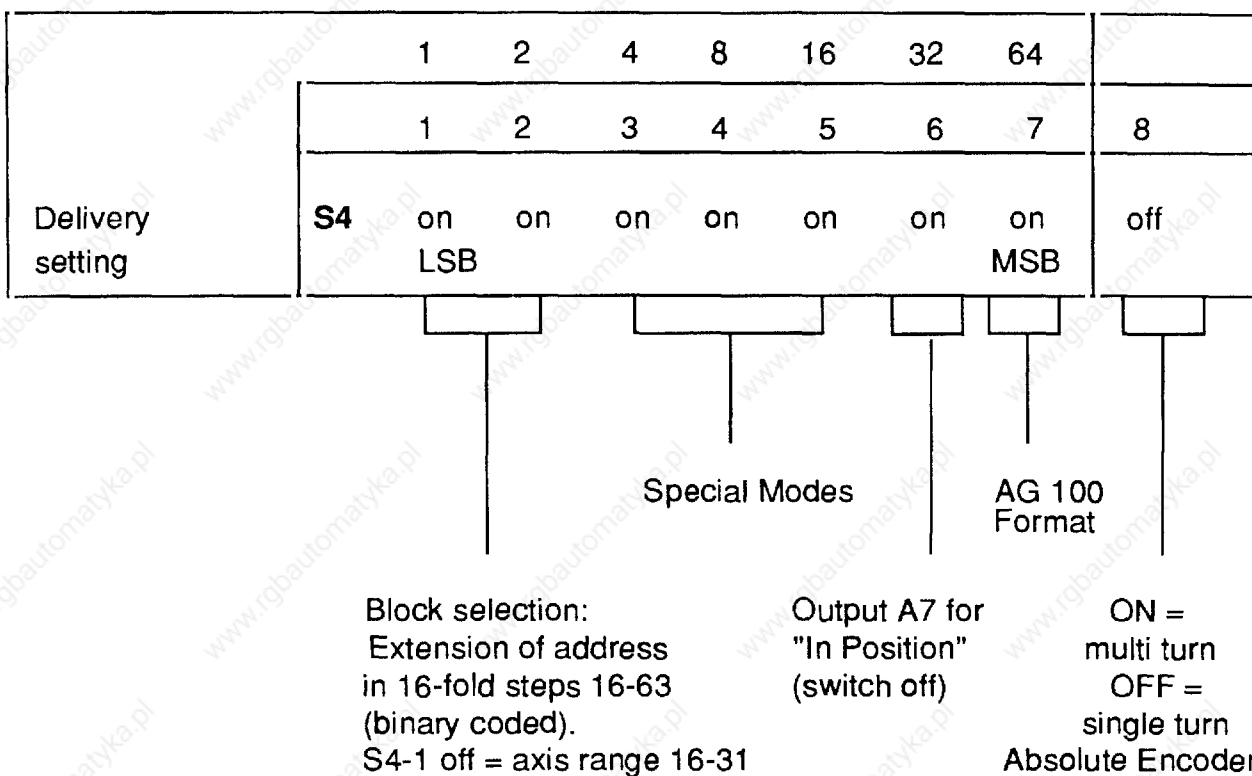 1 2 4 8 16 32 64
1 2 3 4 5 6 7 8
Delivery setting
S4 on on on on on on on off
LSB MSB
Special Modes
AG 100
Format
Block selection:
Extension of address
in 16-fold steps 16-63
(binary coded).
S4-1 off = axis range 16-31
Output A7 for
"In Position"
(switch off)
ON =
multi turn
OFF =
single turn
Absolute Encoder
www.rgbautomatyka.pl